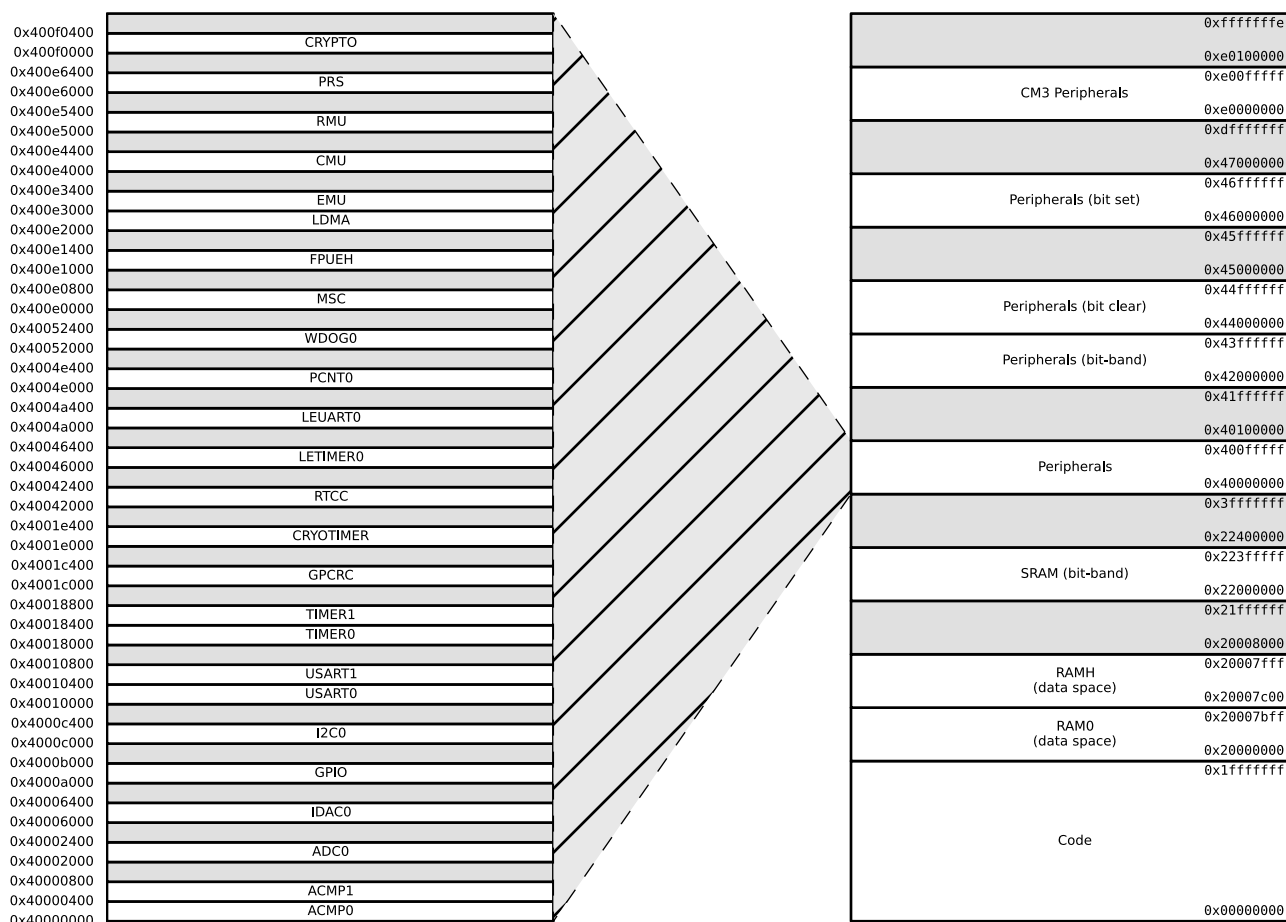 0x400f0400
CRYPTO
0x400f0000
0x400e6400
PRS
0x400e6000
0x400e5400
RMU
0x400e5000
0x400e4400
CMU
0x400e4000
0x400e3400
EMU
0x400e3000
LDMA
0x400e2000
0x400e1400
FPUEH
0x400e1000
0x400e0800
MSC
0x400e0000
0x40052400
WDOG0
0x40052000
0x4004e400
PCNT0
0x4004e000
0x4004a400
LEUART0
0x4004a000
0x40046400
LETIMER0
0x40046000
0x40042400
RTCC
0x40042000
0x4001e400
CRYOTIMER
0x4001e000
0x4001c400
GPCRC
0x4001c000
0x40018800
TIMER1
0x40018400
TIMER0
0x40018000
0x40010800
USART1
0x40010400
USART0
0x40010000
0x4000c400
I2C0
0x4000c000
0x4000b000
GPIO
0x4000a000
0x40006400
IDAC0
0x40006000
0x40002400
ADC0
0x40002000
0x40000800
ACMP1
0x40000400
ACMP0
0x40000000
0xfffffffe
0xe0100000
0xe00fffff
CM3 Peripherals
0xe0000000
0xdfffffff
0x47000000
0x46ffffff
Peripherals (bit set)
0x46000000
0x45ffffff
0x45000000
0x44ffffff
Peripherals (bit clear)
0x44000000
0x43ffffff
Peripherals (bit-band)
0x42000000
0x41ffffff
0x40100000
0x400fffff
Peripherals
0x40000000
0x3fffffff
0x22400000
0x223fffff
SRAM (bit-band)
0x22000000
0x21ffffff
0x20008000
0x20007fff
RAMH
(data space)
0x20007c00
0x20007bff
RAM0
(data space)
0x20000000
0x1fffffff
Code
0x00000000